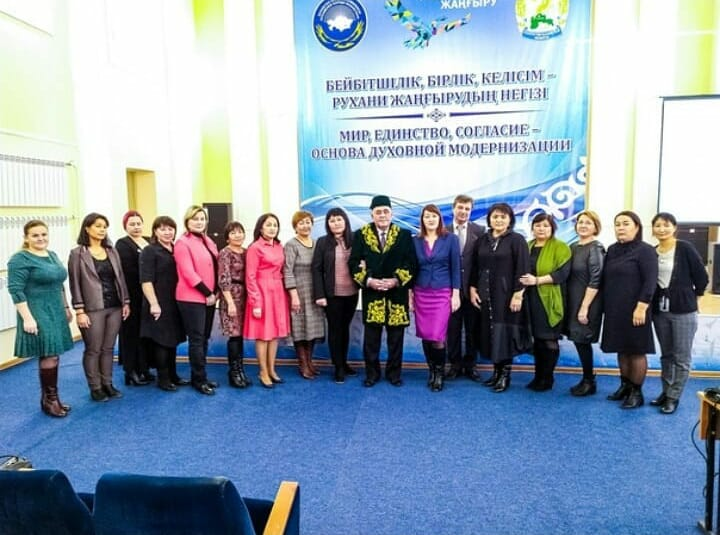 ЖАҢҒЫРУ
БЕЙБІТШІЛІК, БІРЛІК, КЕЛІСІМ –
РУХАНИ ЖАҢҒЫРУДЫҢ НЕГІЗІ
МИР, ЕДИНСТВО, СОГЛАСИЕ –
ОСНОВА ДУХОВНОЙ МОДЕРНИЗАЦИИ